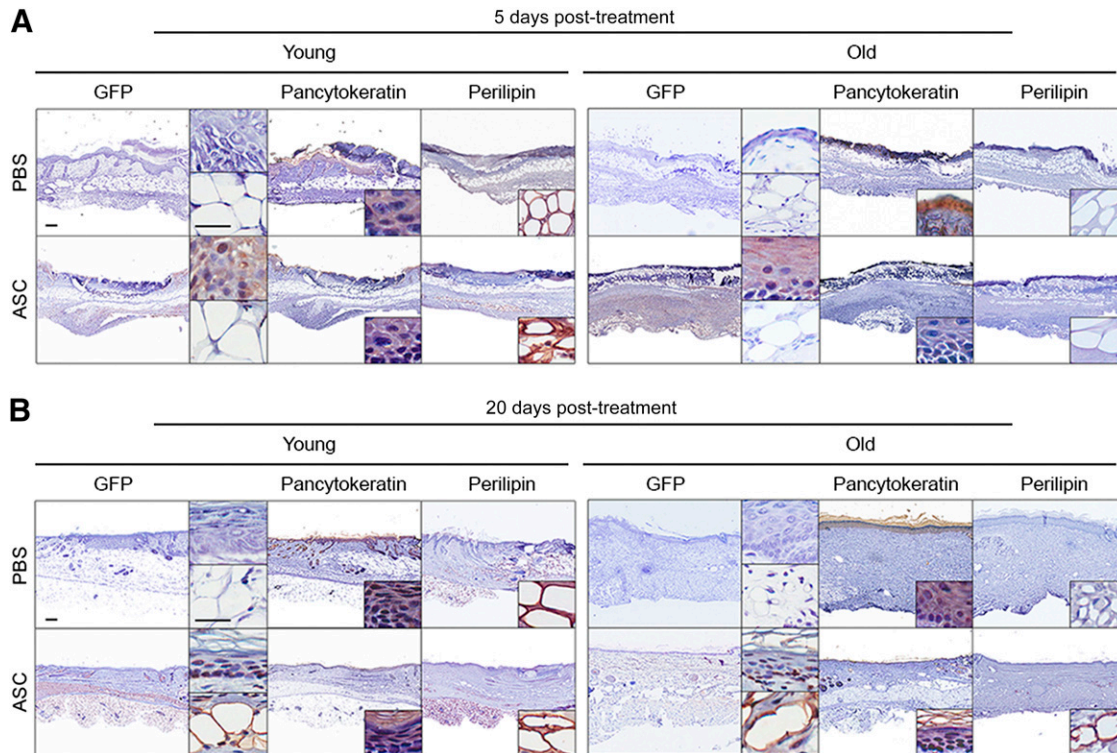 A
5 days post-treatment
Young Old
GFP Pancytokeratin Perilipin GFP Pancytokeratin Perilipin
PBS
ASC
B
20 days post-treatment
Young Old
GFP Pancytokeratin Perilipin GFP Pancytokeratin Perilipin
PBS
ASC